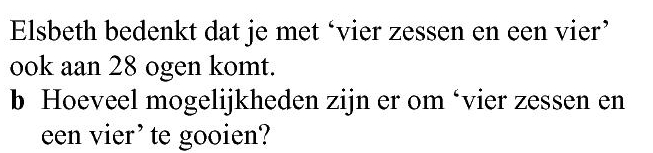 Elsbeth bedenkt dat je met ‘vier zessen en een vier’
ook aan 28 ogen komt.
b Hoeveel mogelijkheden zijn er om ‘vier zessen en
een vier’ te gooien?